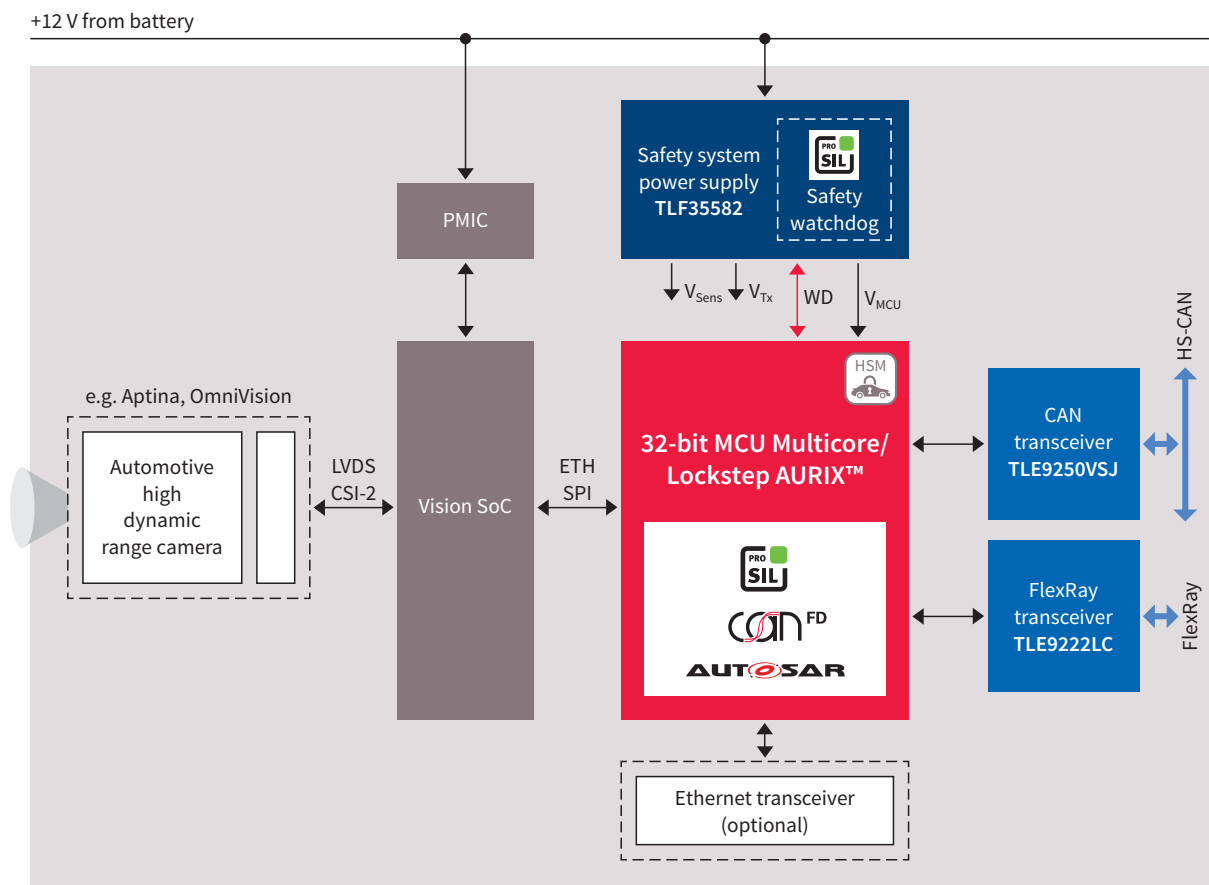 +12 V from battery
Safety system
power supply
TLF35582
PRO
SIL
Safety
watchdog
PMIC
VSens
VTx
WD
VMCU
e.g. Aptina, OmniVision
Automotive
high
dynamic
range camera
LVDS
CSI-2
Vision SoC
ETH
SPI
HSM
32-bit MCU Multicore/
Lockstep AURIX™
PRO
SIL
CAN FD
AUTOSAR
CAN
transceiver
TLE9250VSJ
HS-CAN
FlexRay
transceiver
TLE9222LC
FlexRay
Ethernet transceiver
(optional)